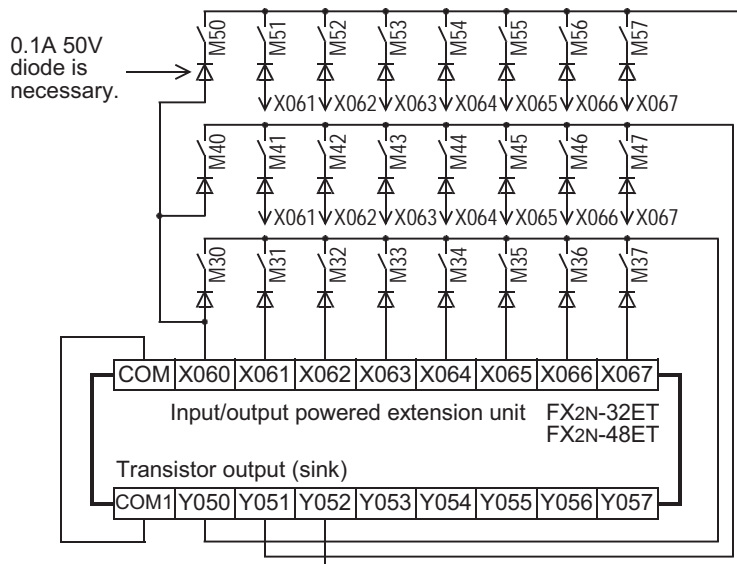 M50 M51 M52 M53 M54 M55 M56 M57
0.1A 50V
diode is
necessary.
X061 X062 X063 X064 X065 X066 X067
M40 M41 M42 M43 M44 M45 M46 M47
X061 X062 X063 X064 X065 X066 X067
M30 M31 M32 M33 M34 M35 M36 M37
COM X060 X061 X062 X063 X064 X065 X066 X067
Input/output powered extension unit FX2N-32ET
FX2N-48ET
Transistor output (sink)
COM1 Y050 Y051 Y052 Y053 Y054 Y055 Y056 Y057